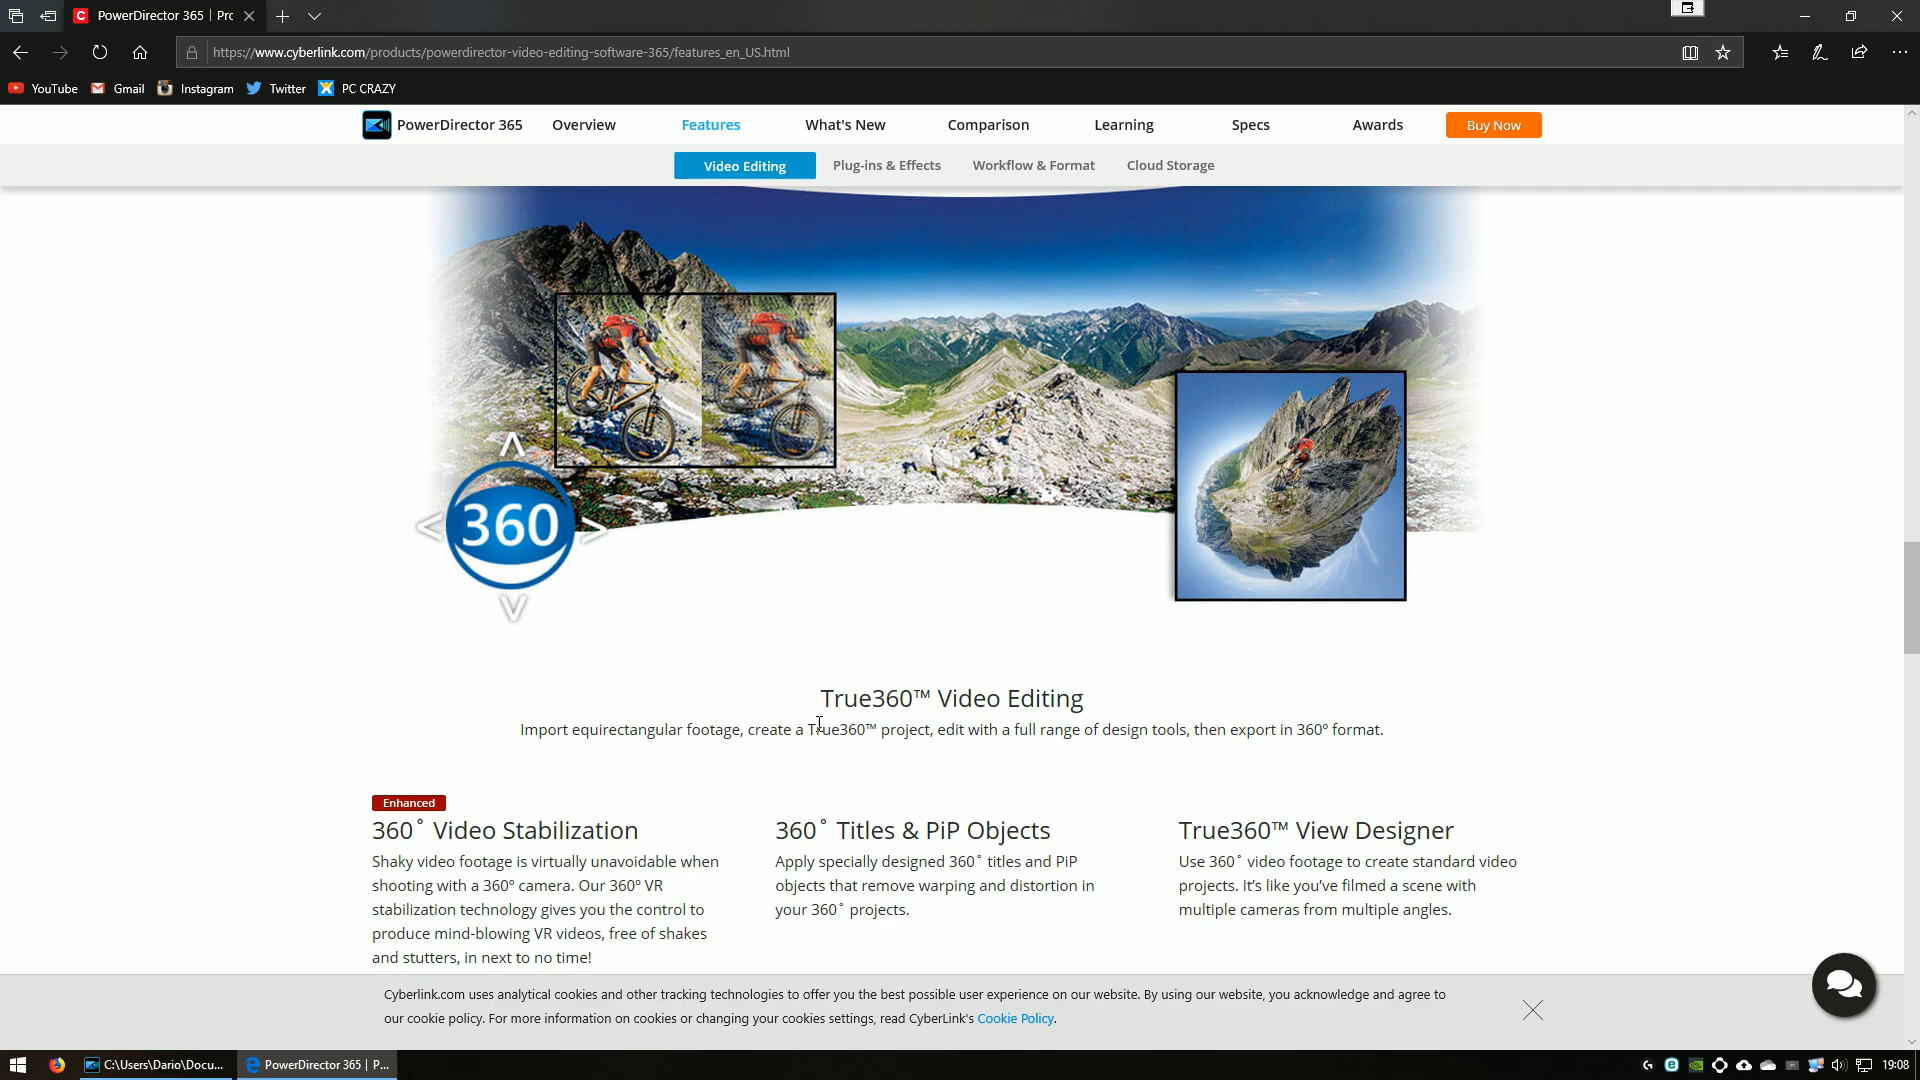 PowerDirector 365 | Pro
https://www.cyberlink.com/products/powerdirector-video-editing-software-365/features_en_US.html
YouTube Gmail Instagram Twitter PC CRAZY
PowerDirector 365 Overview Features What's New Comparison Learning Specs Awards Buy Now
Video Editing Plug-ins & Effects Workflow & Format Cloud Storage
360
True360™ Video Editing
Import equirectangular footage, create a True360™ project, edit with a full range of design tools, then export in 360º format.
Enhanced
360˚ Video Stabilization
Shaky video footage is virtually unavoidable when
shooting with a 360º camera. Our 360º VR
stabilization technology gives you the control to
produce mind-blowing VR videos, free of shakes
and stutters, in next to no time!
360˚ Titles & PiP Objects
Apply specially designed 360˚ titles and PiP
objects that remove warping and distortion in
your 360˚ projects.
True360™ View Designer
Use 360˚ video footage to create standard video
projects. It’s like you’ve filmed a scene with
multiple cameras from multiple angles.
Cyberlink.com uses analytical cookies and other tracking technologies to offer you the best possible user experience on our website. By using our website, you acknowledge and agree to
our cookie policy. For more information on cookies or changing your cookies settings, read CyberLink's Cookie Policy.
C:\Users\Dario\Docu... PowerDirector 365 | P... 19:08